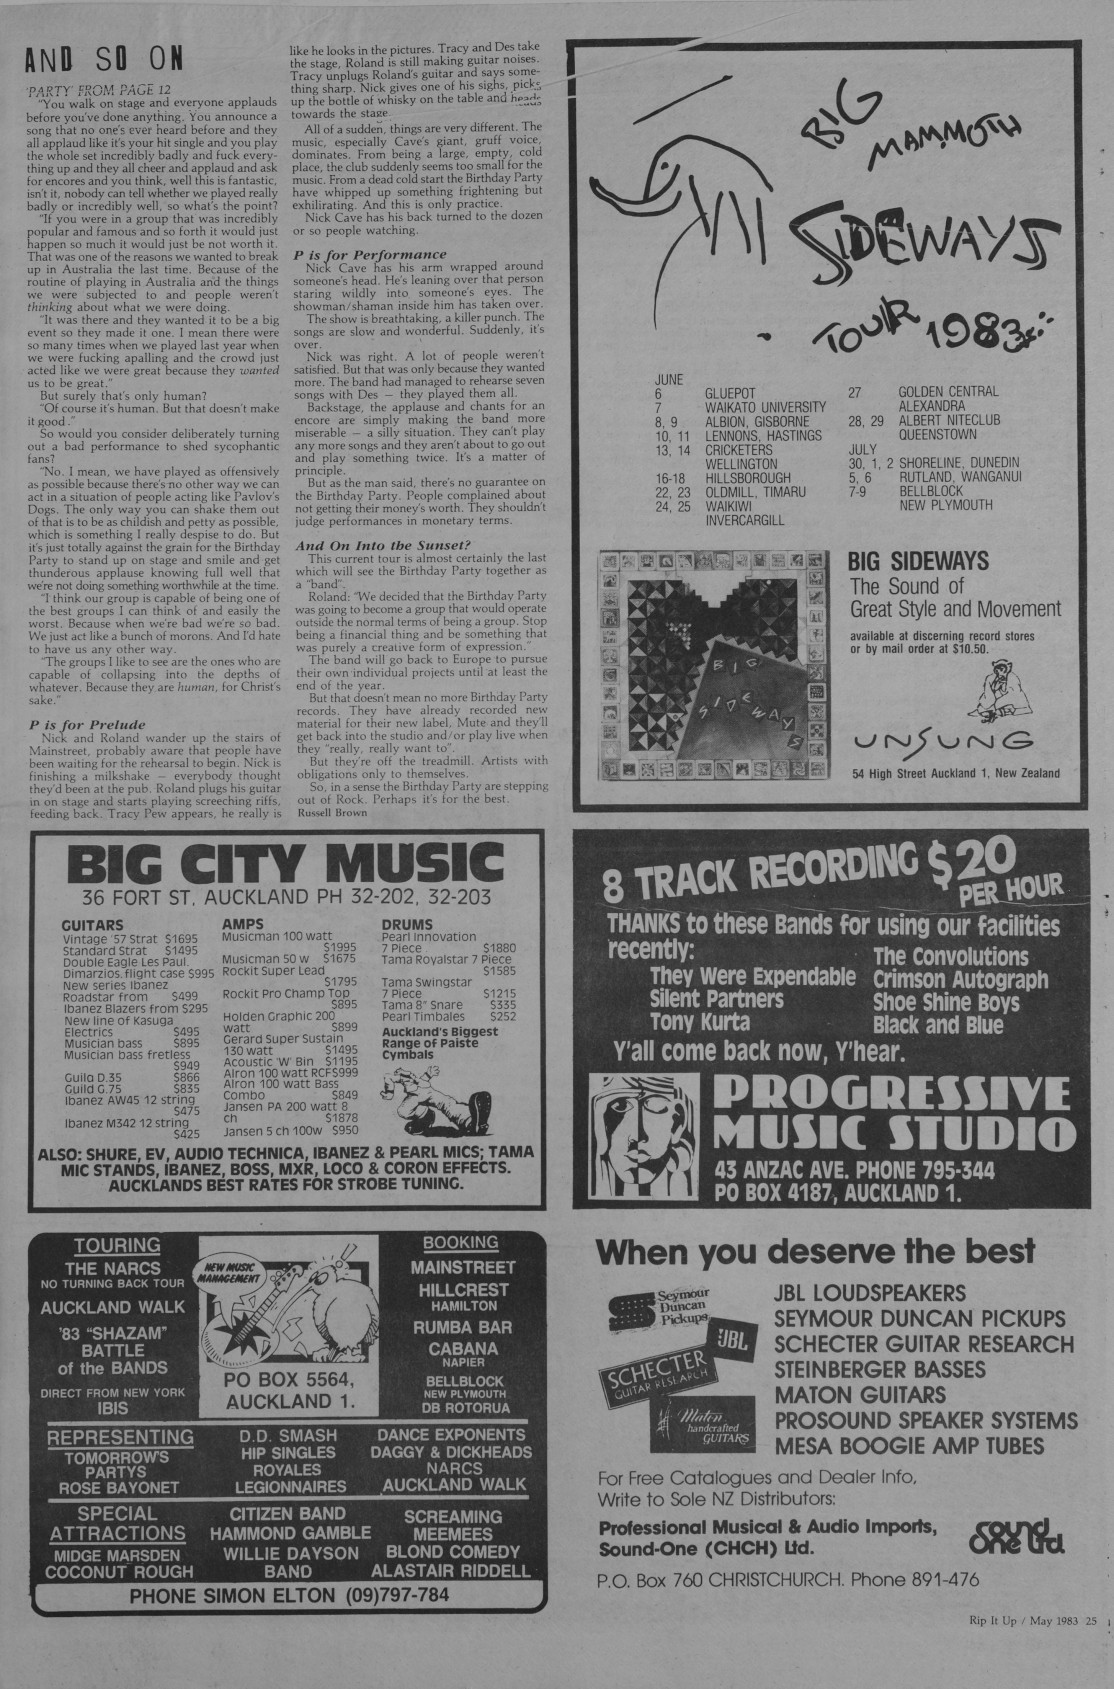 AND SO ON
'PARTY' FROM PAGE 12
"You walk on stage and everyone applauds
before you've done anything. You announce a
song that no one's ever heard before and they
all applaud like it's your hit single and you play
the whole set incredibly badly and fuck every-
thing up and they all cheer and applaud and ask
for encores and you think, well this is fantastic,
isn't it, nobody can tell whether we played really
badly or incredibly well, so what's the point?
"If you were in a group that was incredibly
popular and famous and so forth it would just
happen so much it would just be not worth it.
That was one of the reasons we wanted to break
up in Australia the last time. Because of the
routine of playing in Australia and the things
we were subjected to and people weren't
thinking about what we were doing.
"It was there and they wanted it to be a big
event so they made it one. I mean there were
so many times when we played last year when
we were fucking apalling and the crowd just
acted like we were great because they wanted
us to be great."
But surely that's only human?
"Of course it's human. But that doesn't make
it good."
So would you consider deliberately turning
out a bad performance to shed sycophantic
fans?
"No. I mean, we have played as offensively
as possible because there's no other way we can
act in a situation of people acting like Pavlov's
Dogs. The only way you can shake them out
of that is to be as childish and petty as possible,
which is something I really despise to do. But
it's just totally against the grain for the Birthday
Party to stand up on stage and smile and get
thunderous applause knowing full well that
we're not doing something worthwhile at the time.
"I think our group is capable of being one of
the best groups I can think of and easily the
worst. Because when we're bad we're so bad.
We just act like a bunch of morons. And I'd hate
to have us any other way.
"The groups I like to see are the ones who are
capable of collapsing into the depths of
whatever. Because they are human, for Christ's
sake."
P is for Prelude
Nick and Roland wander up the stairs of
Mainstreet, probably aware that people have
been waiting for the rehearsal to begin. Nick is
finishing a milkshake — everybody thought
they'd been at the pub. Roland plugs his guitar
in on stage and starts playing screeching riffs,
feeding back. Tracy Pew appears, he really is
like he looks in the pictures. Tracy and Des take
the stage, Roland is still making guitar noises.
Tracy unplugs Roland's guitar and says some-
thing sharp. Nick gives one of his sighs, picks
up the bottle of whisky on the table and heads
towards the stage.
All of a sudden, things are very different. The
music, especially Cave's giant, gruff voice,
dominates. From being a large, empty, cold
place, the club suddenly seems too small for the
music. From a dead cold start the Birthday Party
have whipped up something frightening but
exhilirating. And this is only practice.
Nick Cave has his back turned to the dozen
or so people watching.
P is for Performance
Nick Cave has his arm wrapped around
someone's head. He's leaning over that person
staring wildly into someone's eyes. The
showman/shaman inside him has taken over.
The show is breathtaking, a killer punch. The
songs are slow and wonderful. Suddenly, it's
over.
Nick was right. A lot of people weren't
satisfied. But that was only because they wanted
more. The band had managed to rehearse seven
songs with Des — they played them all.
Backstage, the applause and chants for an
encore are simply making the band more
miserable — a silly situation. They can't play
any more songs and they aren't about to go out
and play something twice. It's a matter of
principle.
But as the man said, there's no guarantee on
the Birthday Party. People complained about
not getting their money's worth. They shouldn't
judge performances in monetary terms.
And On Into the Sunset?
This current tour is almost certainly the last
which will see the Birthday Party together as
a "band".
Roland: "We decided that the Birthday Party
was going to become a group that would operate
outside the normal terms of being a group. Stop
being a financial thing and be something that
was purely a creative form of expression."
The band will go back to Europe to pursue
their own individual projects until at least the
end of the year.
But that doesn't mean no more Birthday Party
records. They have already recorded new
material for their new label, Mute and they'll
get back into the studio and/or play live when
they "really, really want to".
But they're off the treadmill. Artists with
obligations only to themselves.
So, in a sense the Birthday Party are stepping
out of Rock. Perhaps it's for the best.
Russell Brown
BIG
MAMMOTH
SIDEWAYS
TOUR 1983
JUNE
6 GLUEPOT
7 WAIKATO UNIVERSITY
8, 9 ALBION, GISBORNE
10, 11 LENNONS, HASTINGS
13, 14 CRICKETERS
WELLINGTON
16-18 HILLSBOROUGH
22, 23 OLDMILL, TIMARU
24, 25 WAIKIWI
INVERCARGILL
27 GOLDEN CENTRAL
ALEXANDRA
28, 29 ALBERT NITECLUB
QUEENSTOWN
JULY
30, 1, 2 SHORELINE, DUNEDIN
5, 6 RUTLAND, WANGANUI
7-9 BELLBLOCK
NEW PLYMOUTH
BIG
SIDEWAYS
BIG SIDEWAYS
The Sound of
Great Style and Movement
available at discerning record stores
or by mail order at $10.50.
UNSUNG
54 High Street Auckland 1, New Zealand
BIG CITY MUSIC
36 FORT ST, AUCKLAND PH 32-202, 32-203
GUITARS
Vintage '57 Strat $1695
Standard Strat $1495
Double Eagle Les Paul.
Dimarzios, flight case $995
New series Ibanez
Roadstar from $499
Ibanez Blazers from $295
New line of Kasuga
Electrics $495
Musician bass $895
Musician bass fretless
$949
Guild D.35 $866
Guild G.75 $835
Ibanez AW45 12 string
$475
Ibanez M342 12 string
$425
AMPS
Musicman 100 watt
$1995
Musicman 50 w $1675
Rockit Super Lead
$1795
Rockit Pro Champ Top
$895
Holden Graphic 200
watt $899
Gerard Super Sustain
130 watt $1495
Acoustic 'W' Bin $1195
Alron 100 watt RCF $999
Alron 100 watt Bass
Combo $849
Jansen PA 200 watt 8
ch $1878
Jansen 5 ch 100w $950
DRUMS
Pearl Innovation
7 Piece $1880
Tama Royalstar 7 Piece
$1585
Tama Swingstar
7 Piece $1215
Tama 8" Snare $335
Pearl Timbales $252
Auckland's Biggest
Range of Paiste
Cymbals
ALSO: SHURE, EV, AUDIO TECHNICA, IBANEZ & PEARL MICS; TAMA
MIC STANDS, IBANEZ, BOSS, MXR, LOCO & CORON EFFECTS.
AUCKLANDS BEST RATES FOR STROBE TUNING.
8 TRACK RECORDING $20
PER HOUR
THANKS to these Bands for using our facilities
recently:
They Were Expendable
Silent Partners
Tony Kurta
The Convolutions
Crimson Autograph
Shoe Shine Boys
Black and Blue
Y'all come back now, Y'hear.
PROGRESSIVE
MUSIC STUDIO
43 ANZAC AVE. PHONE 795-344
PO BOX 4187, AUCKLAND 1.
TOURING
THE NARCS
NO TURNING BACK TOUR
AUCKLAND WALK
'83 "SHAZAM"
BATTLE
of the BANDS
DIRECT FROM NEW YORK
IBIS
NEW MUSIC
MANAGEMENT
PO BOX 5564,
AUCKLAND 1.
BOOKING
MAINSTREET
HILLCREST
HAMILTON
RUMBA BAR
CABANA
NAPIER
BELLBLOCK
NEW PLYMOUTH
DB ROTORUA
REPRESENTING
TOMORROW'S
PARTYS
ROSE BAYONET
D.D. SMASH
HIP SINGLES
ROYALES
LEGIONNAIRES
DANCE EXPONENTS
DAGGY & DICKHEADS
NARCS
AUCKLAND WALK
SPECIAL
ATTRACTIONS
MIDGE MARSDEN
COCONUT ROUGH
CITIZEN BAND
HAMMOND GAMBLE
WILLIE DAYSON
BAND
SCREAMING
MEEMEES
BLOND COMEDY
ALASTAIR RIDDELL
PHONE SIMON ELTON (09)797-784
When you deserve the best
Seymour
Duncan
Pickups
JBL
SCHECTER
GUITAR RESEARCH
Maton
handcrafted
GUITARS
JBL LOUDSPEAKERS
SEYMOUR DUNCAN PICKUPS
SCHECTER GUITAR RESEARCH
STEINBERGER BASSES
MATON GUITARS
PROSOUND SPEAKER SYSTEMS
MESA BOOGIE AMP TUBES
For Free Catalogues and Dealer Info,
Write to Sole NZ Distributors:
Professional Musical & Audio Imports,
Sound-One (CHCH) Ltd.
sound
one ltd.
P.O. Box 760 CHRISTCHURCH. Phone 891-476
Rip It Up / May 1983 25